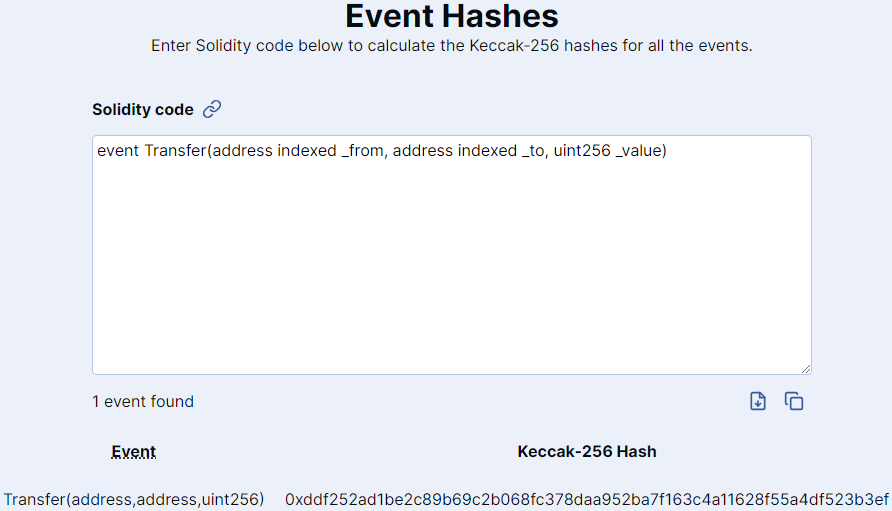 Event Hashes
Enter Solidity code below to calculate the Keccak-256 hashes for all the events.
Solidity code
event Transfer(address indexed _from, address indexed _to, uint256 _value)
1 event found
Event Keccak-256 Hash
Transfer(address,address,uint256) 0xddf252ad1be2c89b69c2b068fc378daa952ba7f163c4a11628f55a4df523b3ef